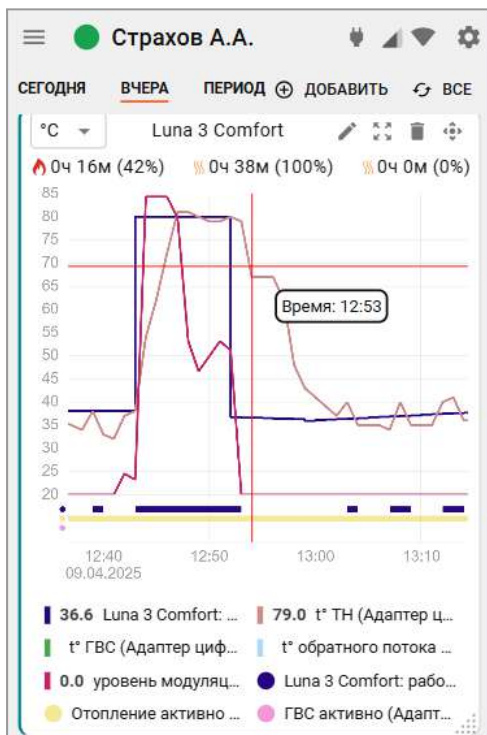 Страхов А.А.
СЕГОДНЯ ВЧЕРА ПЕРИОД ДОБАВИТЬ ВСЕ
°C Luna 3 Comfort
0ч 16м (42%) 0ч 38м (100%) 0ч 0м (0%)
85
80
75
70
65
60
55
50
45
40
35
30
25
20
Время: 12:53
12:40 12:50 13:00 13:10
09.04.2025
36.6 Luna 3 Comfort: ... 79.0 t° ТН (Адаптер ц...
t° ГВС (Адаптер циф... t° обратного потока ...
0.0 уровень модуляц... Luna 3 Comfort: рабо...
Отопление активно ... ГВС активно (Адапт...